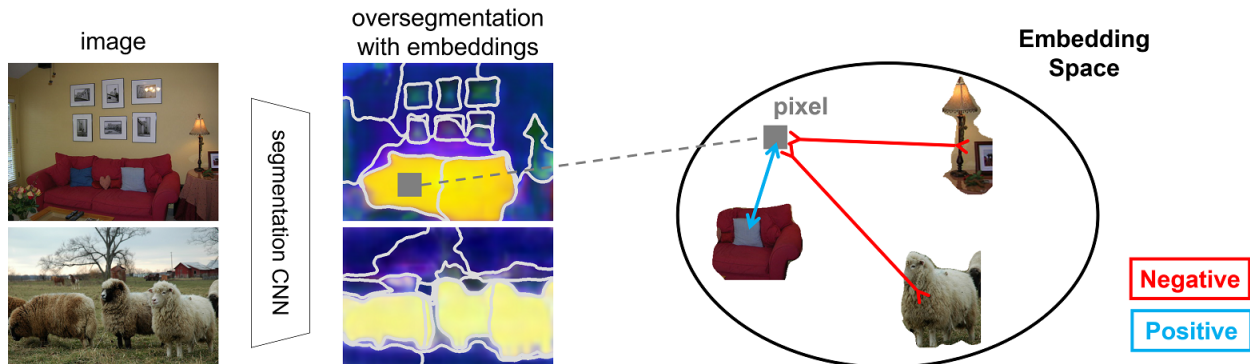 image
oversegmentation
with embeddings
segmentation CNN
Embedding
Space
pixel
Negative
Positive